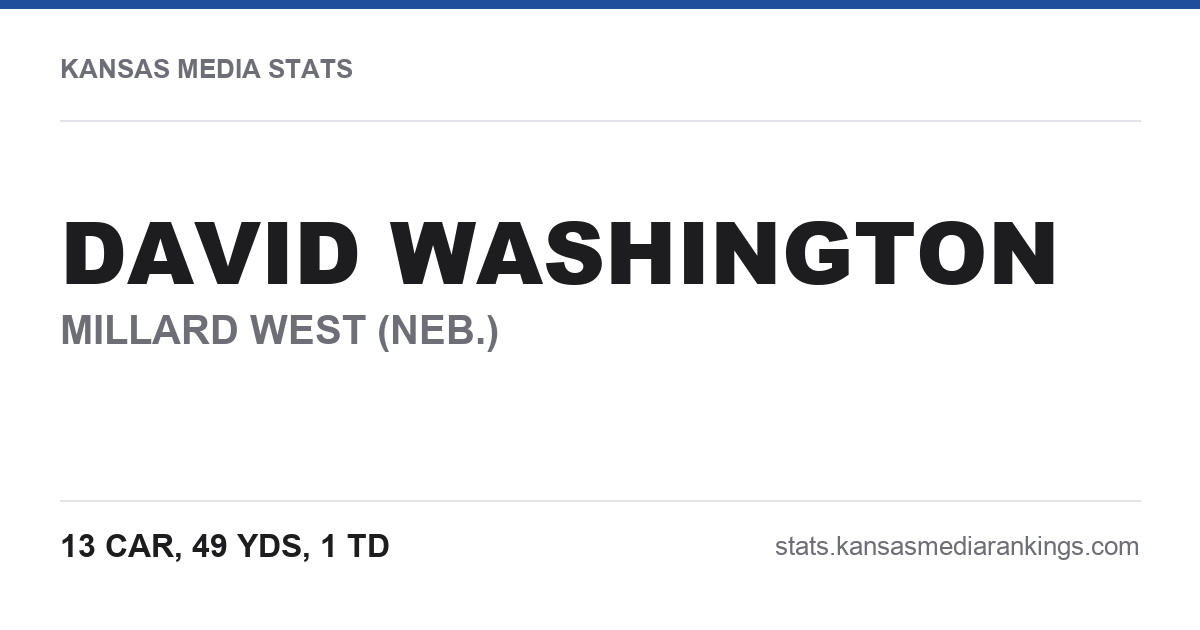 KANSAS MEDIA STATS
DAVID WASHINGTON
MILLARD WEST (NEB.)
13 CAR, 49 YDS, 1 TD
stats.kansasmediarankings.com